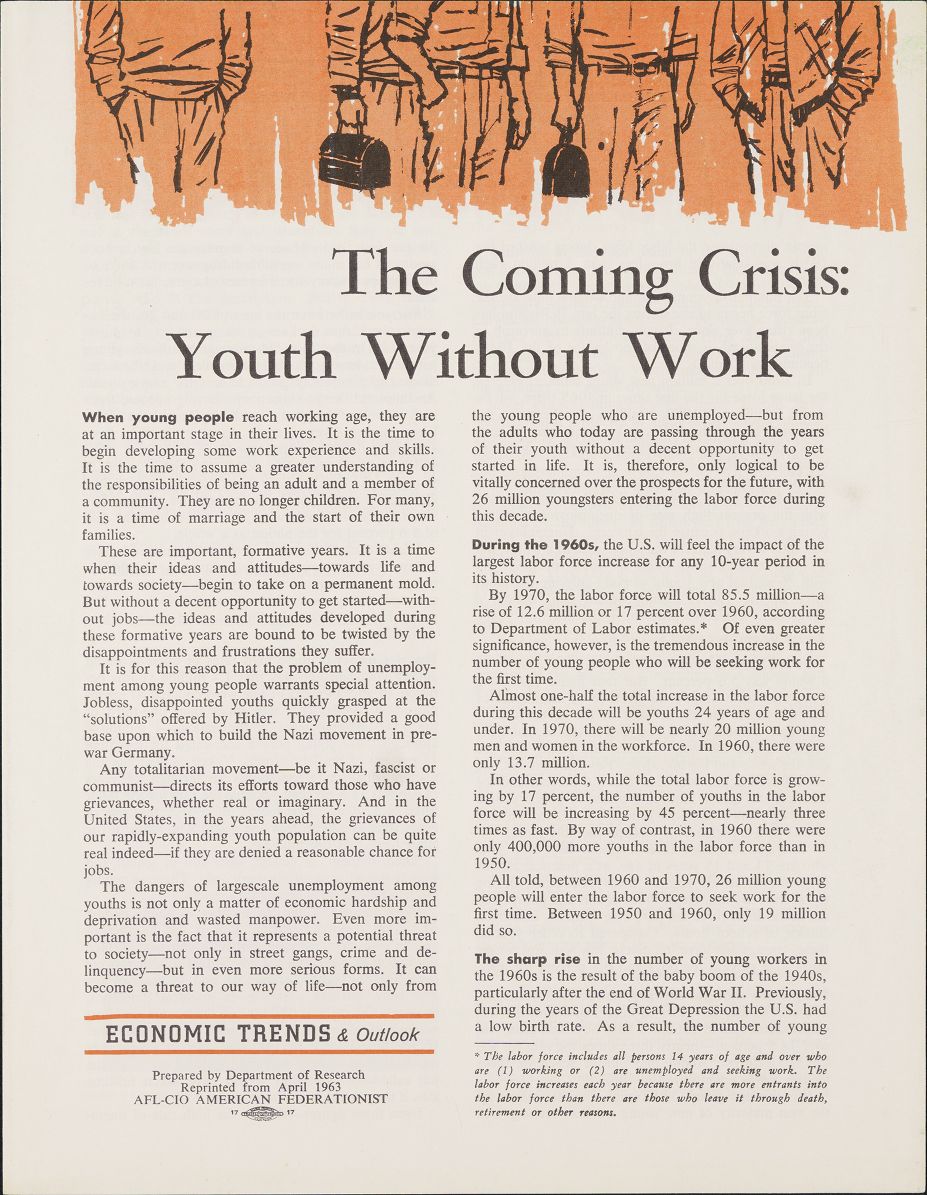 The Coming Crisis:
Youth Without Work
When young people reach working age, they are
at an important stage in their lives. It is the time to
begin developing some work experience and skills.
It is the time to assume a greater understanding of
the responsibilities of being an adult and a member of
a community. They are no longer children. For many,
it is a time of marriage and the start of their own
families.
These are important, formative years. It is a time
when their ideas and attitudes—towards life and
towards society—begin to take on a permanent mold.
But without a decent opportunity to get started—with-
out jobs—the ideas and attitudes developed during
these formative years are bound to be twisted by the
disappointments and frustrations they suffer.
It is for this reason that the problem of unemploy-
ment among young people warrants special attention.
Jobless, disappointed youths quickly grasped at the
“solutions” offered by Hitler. They provided a good
base upon which to build the Nazi movement in pre-
war Germany.
Any totalitarian movement—be it Nazi, fascist or
communist—directs its efforts toward those who have
grievances, whether real or imaginary. And in the
United States, in the years ahead, the grievances of
our rapidly-expanding youth population can be quite
real indeed—if they are denied a reasonable chance for
jobs.
The dangers of largescale unemployment among
youths is not only a matter of economic hardship and
deprivation and wasted manpower. Even more im-
portant is the fact that it represents a potential threat
to society—not only in street gangs, crime and de-
linquency—but in even more serious forms. It can
become a threat to our way of life—not only from
ECONOMIC TRENDS & Outlook
Prepared by Department of Research
Reprinted from April 1963
AFL-CIO AMERICAN FEDERATIONIST
17 17
the young people who are unemployed—but from
the adults who today are passing through the years
of their youth without a decent opportunity to get
started in life. It is, therefore, only logical to be
vitally concerned over the prospects for the future, with
26 million youngsters entering the labor force during
this decade.
During the 1960s, the U.S. will feel the impact of the
largest labor force increase for any 10-year period in
its history.
By 1970, the labor force will total 85.5 million—a
rise of 12.6 million or 17 percent over 1960, according
to Department of Labor estimates.* Of even greater
significance, however, is the tremendous increase in the
number of young people who will be seeking work for
the first time.
Almost one-half the total increase in the labor force
during this decade will be youths 24 years of age and
under. In 1970, there will be nearly 20 million young
men and women in the workforce. In 1960, there were
only 13.7 million.
In other words, while the total labor force is grow-
ing by 17 percent, the number of youths in the labor
force will be increasing by 45 percent—nearly three
times as fast. By way of contrast, in 1960 there were
only 400,000 more youths in the labor force than in
1950.
All told, between 1960 and 1970, 26 million young
people will enter the labor force to seek work for the
first time. Between 1950 and 1960, only 19 million
did so.
The sharp rise in the number of young workers in
the 1960s is the result of the baby boom of the 1940s,
particularly after the end of World War II. Previously,
during the years of the Great Depression the U.S. had
a low birth rate. As a result, the number of young
* The labor force includes all persons 14 years of age and over who
are (1) working or (2) are unemployed and seeking work. The
labor force increases each year because there are more entrants into
the labor force than there are those who leave it through death,
retirement or other reasons.